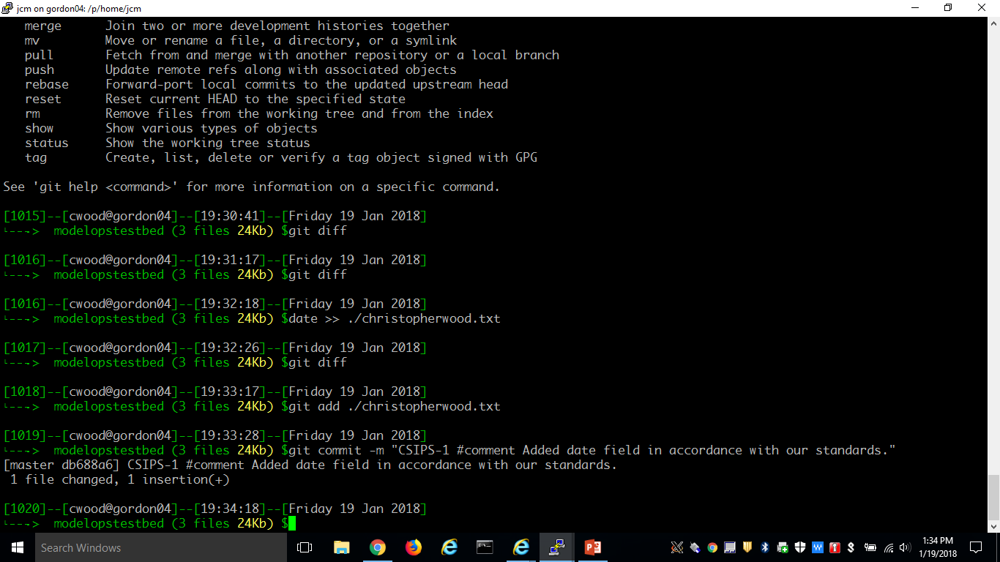 jcm on gordon04: /p/home/jcm
merge      Join two or more development histories together
mv         Move or rename a file, a directory, or a symlink
pull       Fetch from and merge with another repository or a local branch
push       Update remote refs along with associated objects
rebase     Forward-port local commits to the updated upstream head
reset      Reset current HEAD to the specified state
rm         Remove files from the working tree and from the index
show       Show various types of objects
status     Show the working tree status
tag        Create, list, delete or verify a tag object signed with GPG
See 'git help <command>' for more information on a specific command.
[1015]--[cwood@gordon04]--[19:30:41]--[Friday 19 Jan 2018]
'---->  modelopstestbed (3 files 24Kb) $git diff
[1016]--[cwood@gordon04]--[19:31:17]--[Friday 19 Jan 2018]
'---->  modelopstestbed (3 files 24Kb) $git diff
[1016]--[cwood@gordon04]--[19:32:18]--[Friday 19 Jan 2018]
'---->  modelopstestbed (3 files 24Kb) $date >> ./christopherwood.txt
[1017]--[cwood@gordon04]--[19:32:26]--[Friday 19 Jan 2018]
'---->  modelopstestbed (3 files 24Kb) $git diff
[1018]--[cwood@gordon04]--[19:33:17]--[Friday 19 Jan 2018]
'---->  modelopstestbed (3 files 24Kb) $git add ./christopherwood.txt
[1019]--[cwood@gordon04]--[19:33:28]--[Friday 19 Jan 2018]
'---->  modelopstestbed (3 files 24Kb) $git commit -m "CSIPS-1 #comment Added date field in accordance with our standards."
[master db688a6] CSIPS-1 #comment Added date field in accordance with our standards.
1 file changed, 1 insertion(+)
[1020]--[cwood@gordon04]--[19:34:18]--[Friday 19 Jan 2018]
'---->  modelopstestbed (3 files 24Kb) $
Search Windows
1:34 PM
1/19/2018